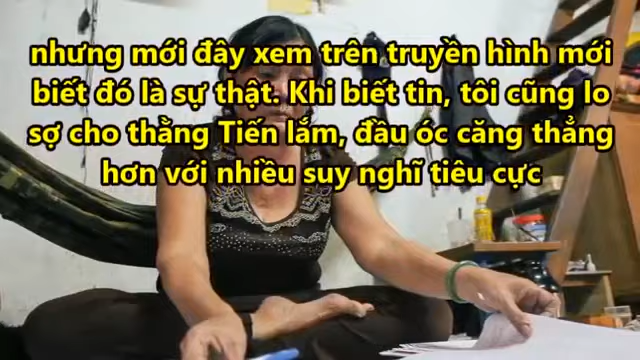 nhưng mới đây xem trên truyền hình mới
biết đó là sự thật. Khi biết tin, tôi cũng lo
sợ cho thằng Tiến lắm, đầu óc căng thẳng
hơn với nhiều suy nghĩ tiêu cực